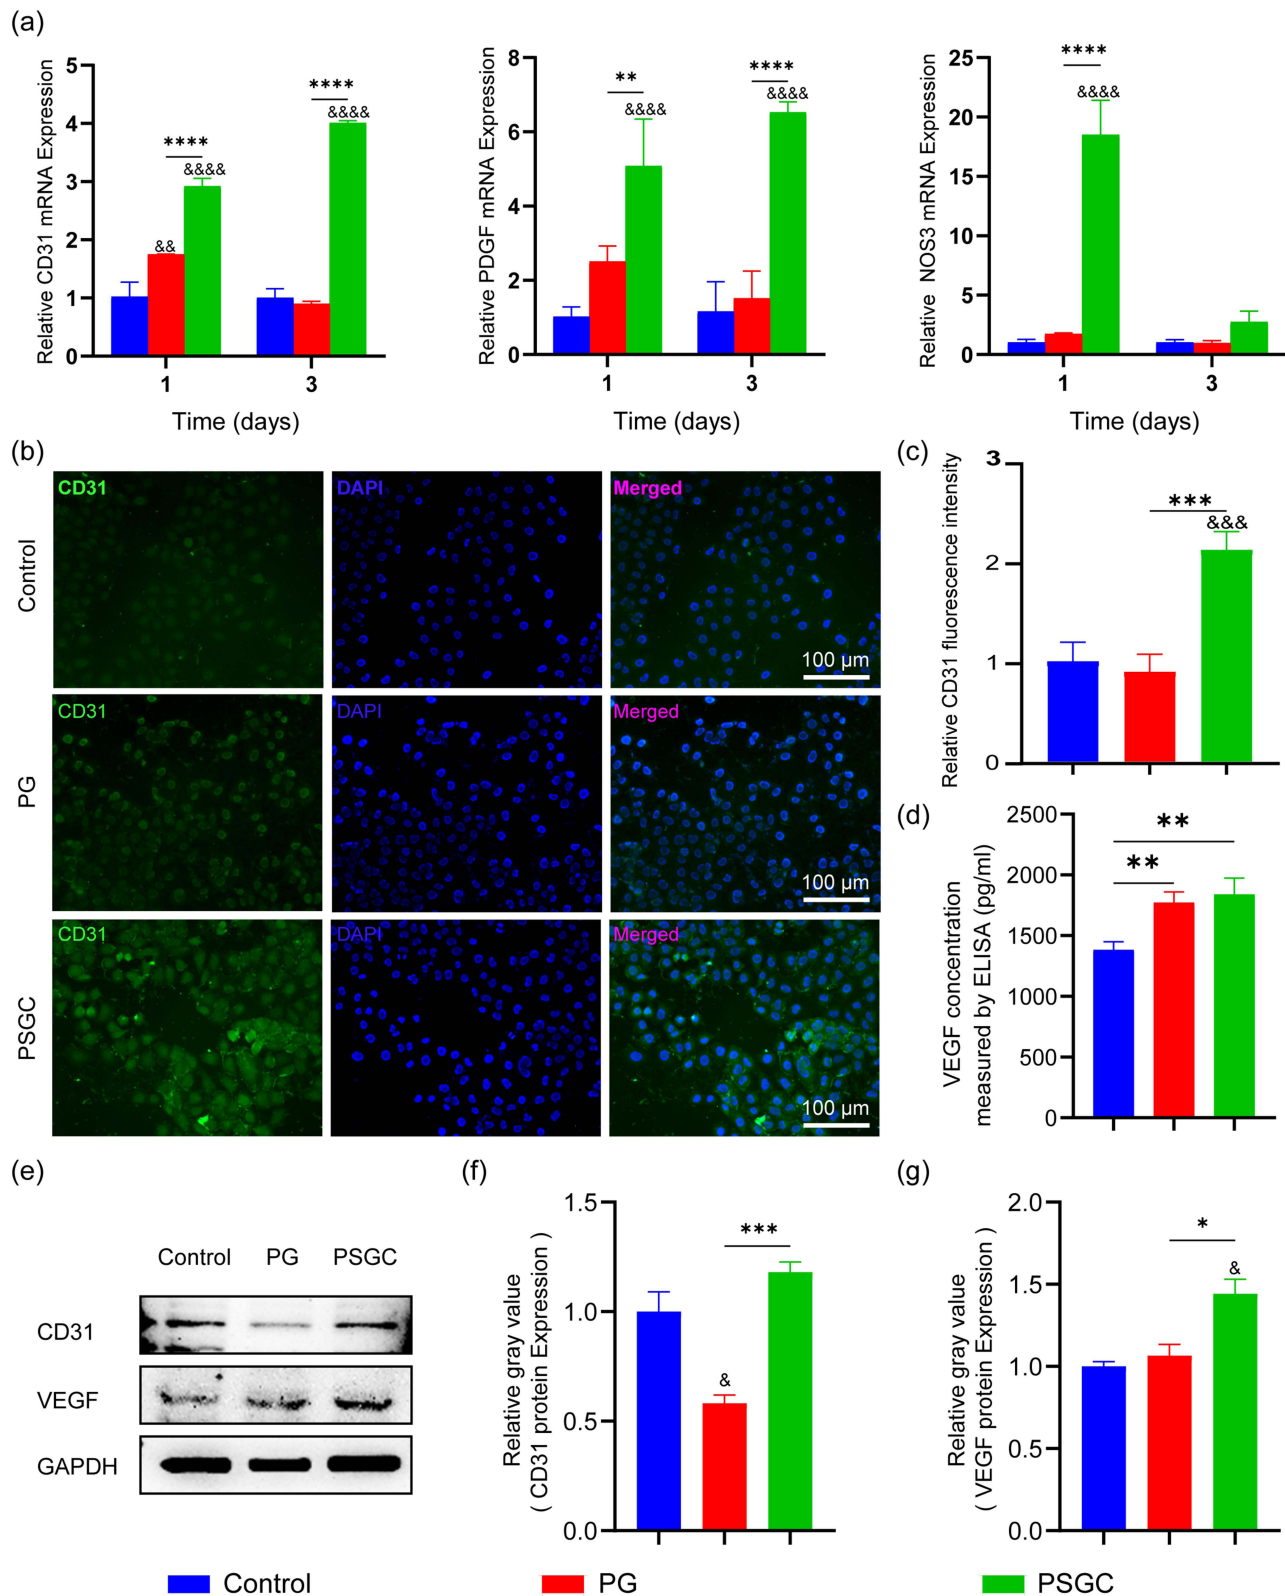 (a)
Relative CD31 mRNA Expression
5
4
3
2
1
0
&&
****
&&&&
****
&&&&
1
3
Time (days)
Relative PDGF mRNA Expression
8
6
4
2
0
**
&&&&
****
&&&&
1
3
Time (days)
Relative NOS3 mRNA Expression
25
20
15
10
5
0
****
&&&&
1
3
Time (days)
(b)
Control
CD31
DAPI
Merged
100 µm
PG
CD31
DAPI
Merged
100 µm
PSGC
CD31
DAPI
Merged
100 µm
(c)
Relative CD31 fluorescence intensity
3
2
1
0
***
&&&
(d)
VEGF concentration
measured by ELISA (pg/ml)
2500
2000
1500
1000
500
0
**
**
(e)
Control PG PSGC
CD31
VEGF
GAPDH
(f)
Relative gray value
( CD31 protein Expression )
1.5
1.0
0.5
0.0
***
&
(g)
Relative gray value
( VEGF protein Expression )
2.0
1.5
1.0
0.5
0.0
*
&
Control
PG
PSGC